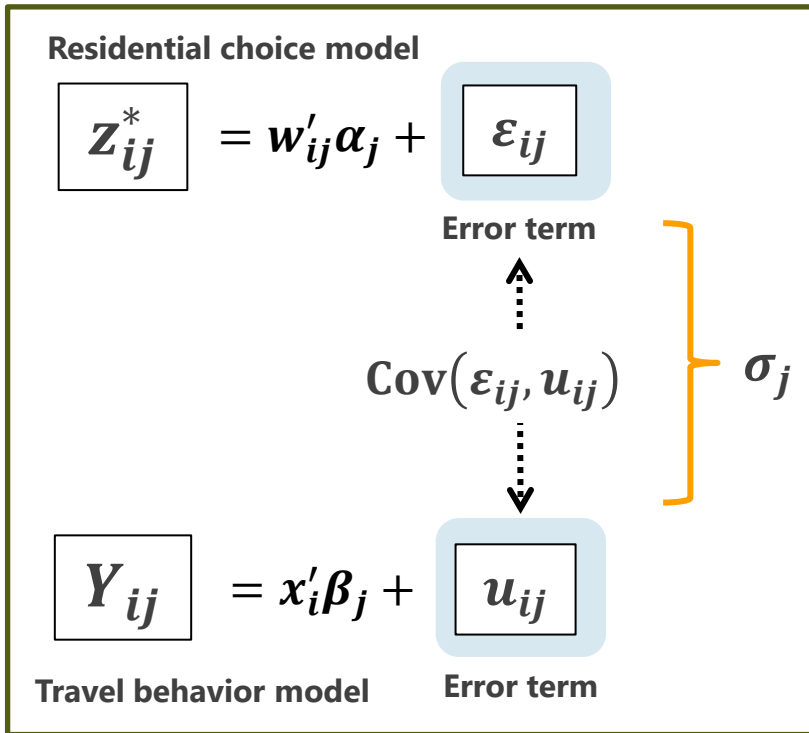 Residential choice model
z*ij = w′ijαj + εij
Error term
Cov(εij, uij)
σj
Yij = x′iβj + uij
Travel behavior model
Error term